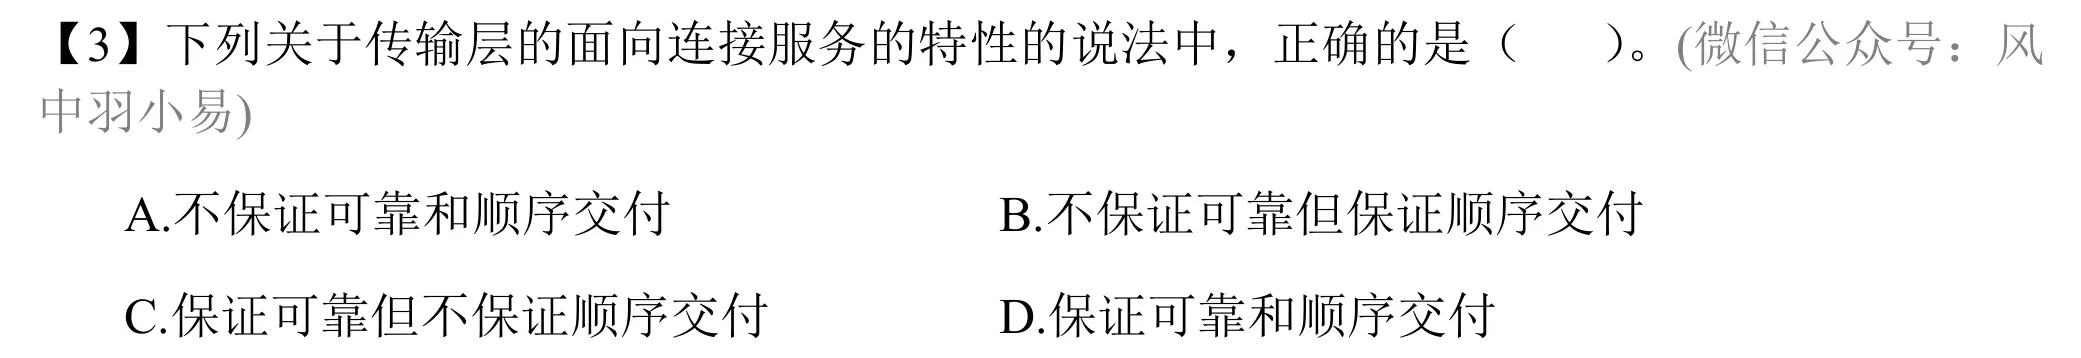 【3】下列关于传输层的面向连接服务的特性的说法中，正确的是（　　）。(微信公众号：风
中羽小易)
A.不保证可靠和顺序交付　　B.不保证可靠但保证顺序交付
C.保证可靠但不保证顺序交付　　D.保证可靠和顺序交付